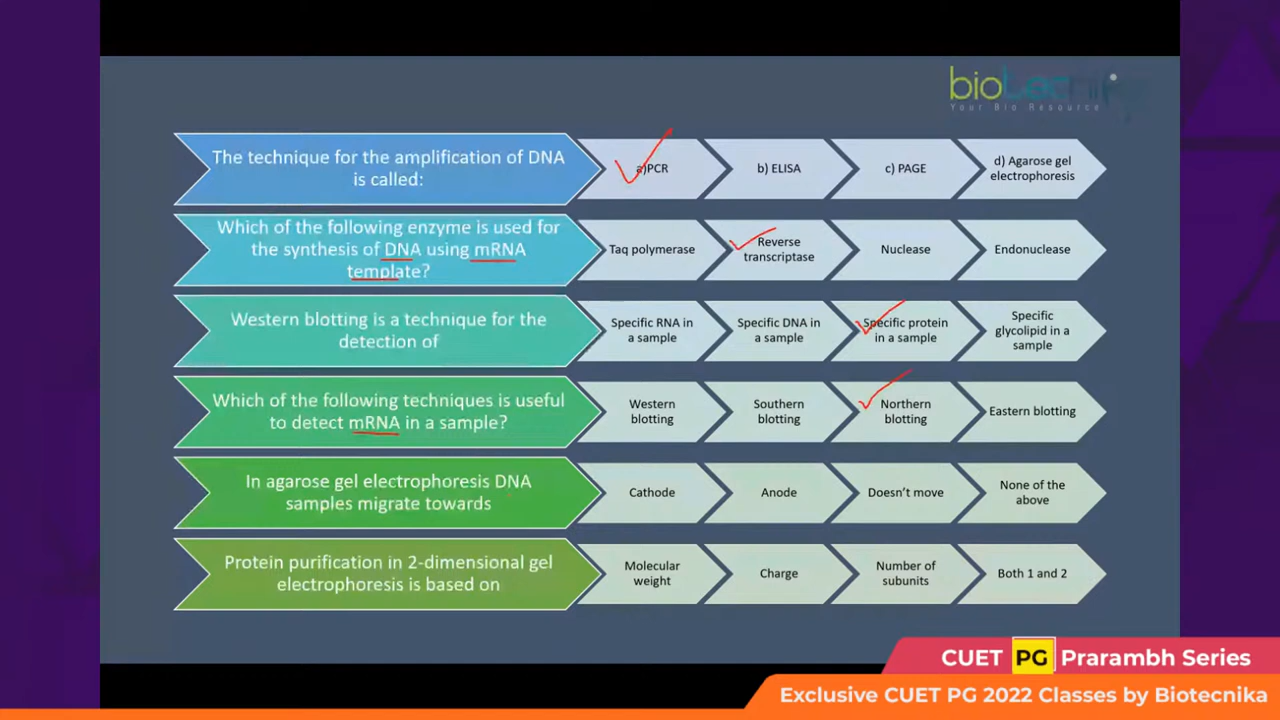 biotecnika
Your Bio Resource
The technique for the amplification of DNA
is called:
a)PCR
b) ELISA
c) PAGE
d) Agarose gel
electrophoresis
Which of the following enzyme is used for
the synthesis of DNA using mRNA
template?
Taq polymerase
Reverse
transcriptase
Nuclease
Endonuclease
Western blotting is a technique for the
detection of
Specific RNA in
a sample
Specific DNA in
a sample
Specific protein
in a sample
Specific
glycolipid in a
sample
Which of the following techniques is useful
to detect mRNA in a sample?
Western
blotting
Southern
blotting
Northern
blotting
Eastern blotting
In agarose gel electrophoresis DNA
samples migrate towards
Cathode
Anode
Doesn't move
None of the
above
Protein purification in 2-dimensional gel
electrophoresis is based on
Molecular
weight
Charge
Number of
subunits
Both 1 and 2
CUET PG Prarambh Series
Exclusive CUET PG 2022 Classes by Biotecnika